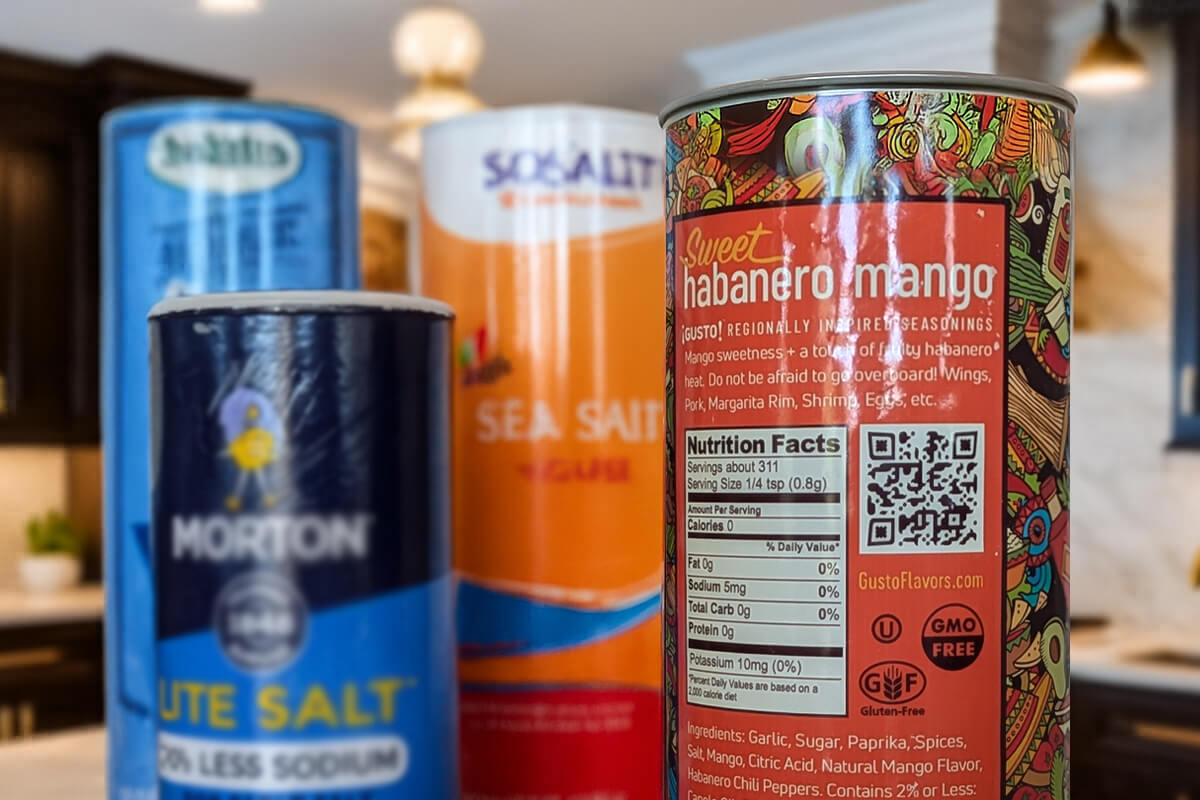 MORTON
LITE SALT
LESS SODIUM
SEA SALT
Sweet
habanero mango
¡GUSTO! REGIONALLY INSPIRED SEASONINGS
Mango sweetness + a touch of fruity habanero
heat. Do not be afraid to go overboard! Wings,
Pork, Margarita Rim, Shrimp, Eggs, etc.
Nutrition Facts
Servings about 311
Serving Size 1/4 tsp (0.8g)
Amount Per Serving
Calories 0
% Daily Value*
Fat 0g 0%
Sodium 5mg 0%
Total Carb 0g 0%
Protein 0g
Potassium 10mg (0%)
*Percent Daily Values are based on a
2,000 calorie diet
GustoFlavors.com
U
GMO
FREE
GF
Gluten-Free
Ingredients: Garlic, Sugar, Paprika, Spices,
Salt, Mango, Citric Acid, Natural Mango Flavor,
Habanero Chili Peppers. Contains 2% or Less: